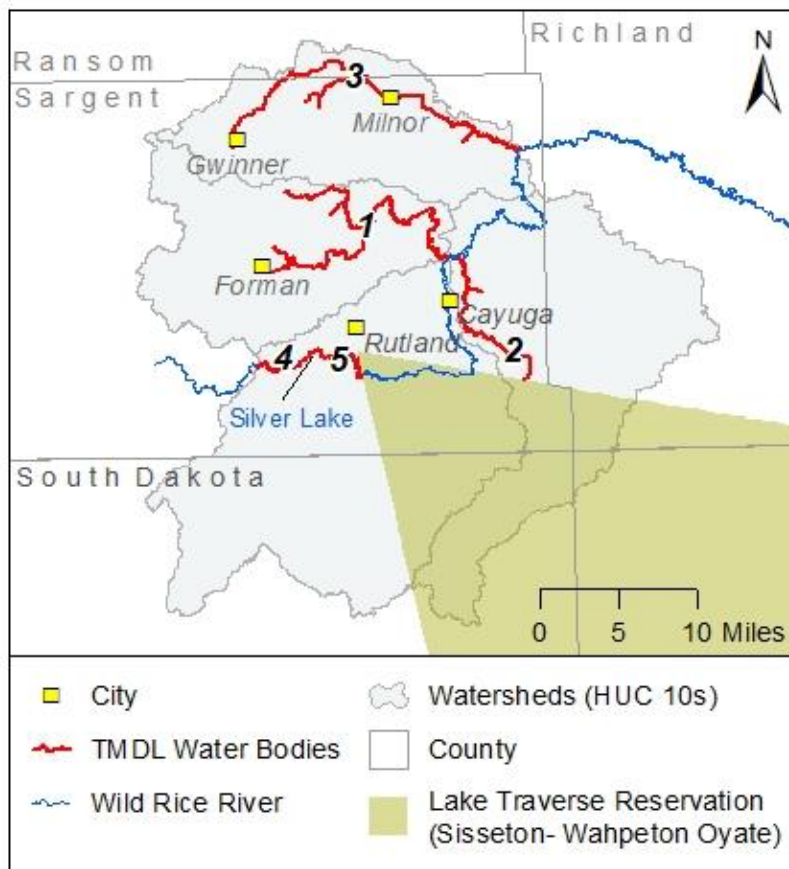 Richland
N
Ransom
Sargent
3
Milnor
Gwinner
1
Forman
Cayuga
Rutland
2
4
5
Silver Lake
South Dakota
0 5 10 Miles
City
Watersheds (HUC 10s)
TMDL Water Bodies
County
Wild Rice River
Lake Traverse Reservation
(Sisseton- Wahpeton Oyate)